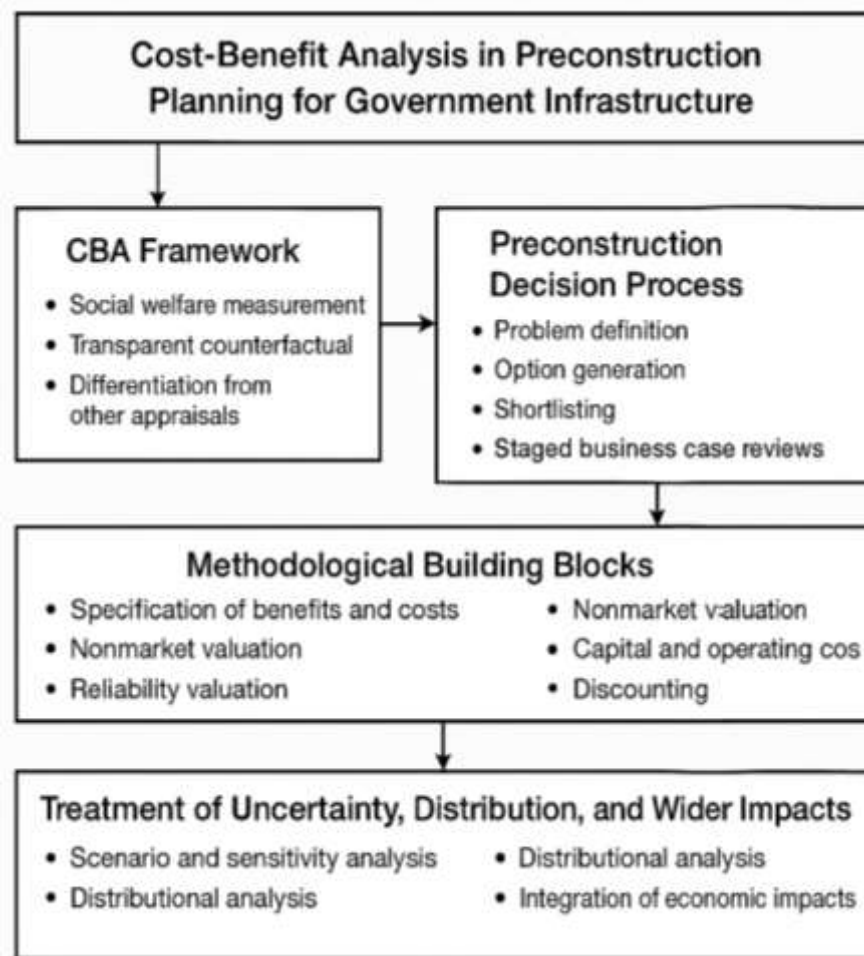 Cost-Benefit Analysis in Preconstruction
Planning for Government Infrastructure
CBA Framework
• Social welfare measurement
• Transparent counterfactual
• Differentiation from
other appraisals
Preconstruction
Decision Process
• Problem definition
• Option generation
• Shortlisting
• Staged business case reviews
Methodological Building Blocks
• Specification of benefits and costs
• Nonmarket valuation
• Reliability valuation
• Nonmarket valuation
• Capital and operating cos
• Discounting
Treatment of Uncertainty, Distribution, and Wider Impacts
• Scenario and sensitivity analysis
• Distributional analysis
• Distributional analysis
• Integration of economic impacts